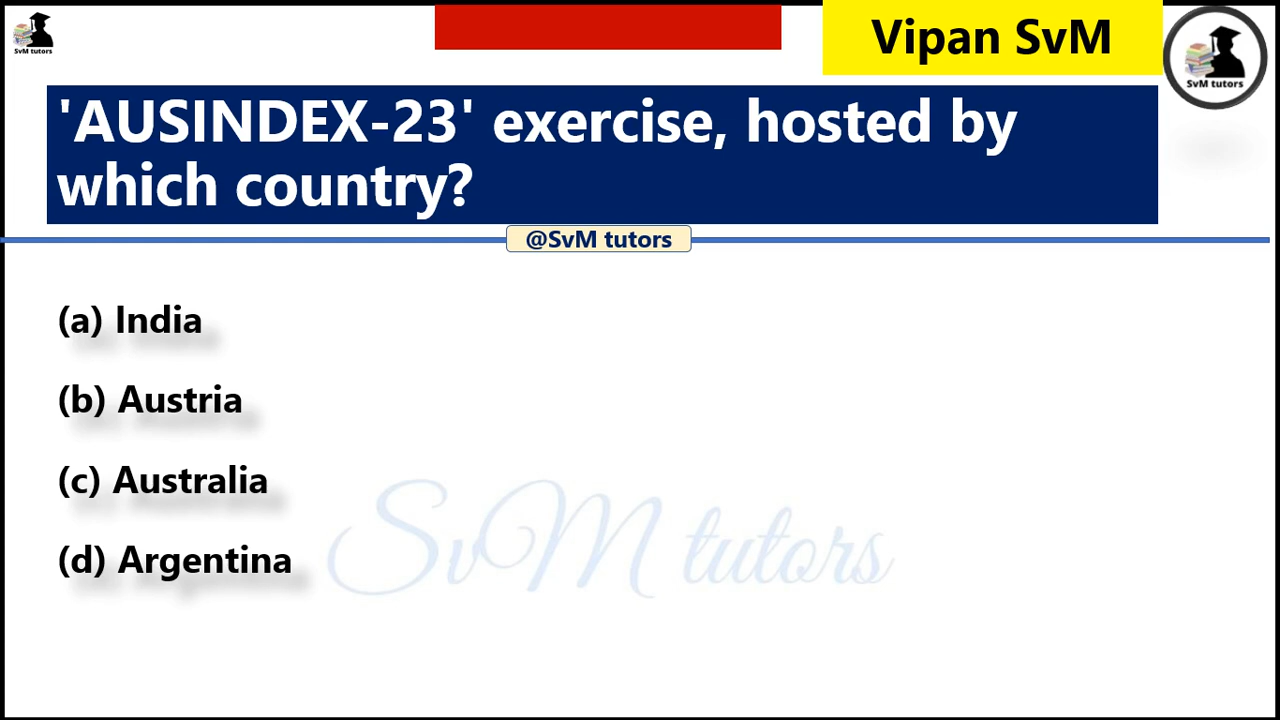 SvM tutors
Vipan SvM
SvM tutors
'AUSINDEX-23' exercise, hosted by
which country?
@SvM tutors
(a) India
(b) Austria
(c) Australia
(d) Argentina
SvM tutors